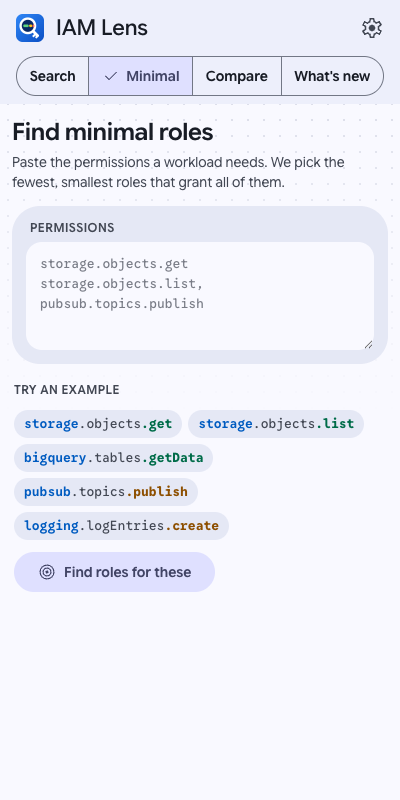 IAM Lens
Search
Minimal
Compare
What's new
Find minimal roles
Paste the permissions a workload needs. We pick the
fewest, smallest roles that grant all of them.
PERMISSIONS
storage.objects.get
storage.objects.list,
pubsub.topics.publish
TRY AN EXAMPLE
storage.objects.get
storage.objects.list
bigquery.tables.getData
pubsub.topics.publish
logging.logEntries.create
Find roles for these